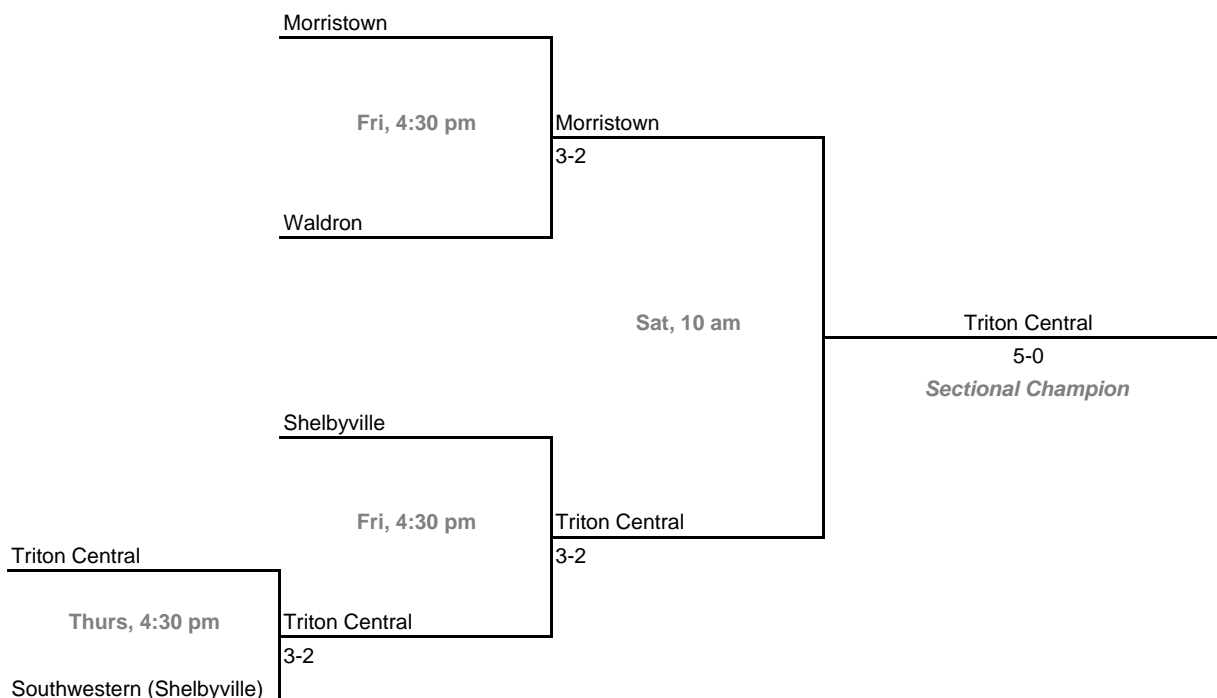 Morristown
Fri, 4:30 pm
Morristown
3-2
Waldron
Sat, 10 am
Triton Central
5-0
Sectional Champion
Shelbyville
Fri, 4:30 pm
Triton Central
3-2
Triton Central
Thurs, 4:30 pm
Triton Central
3-2
Southwestern (Shelbyville)